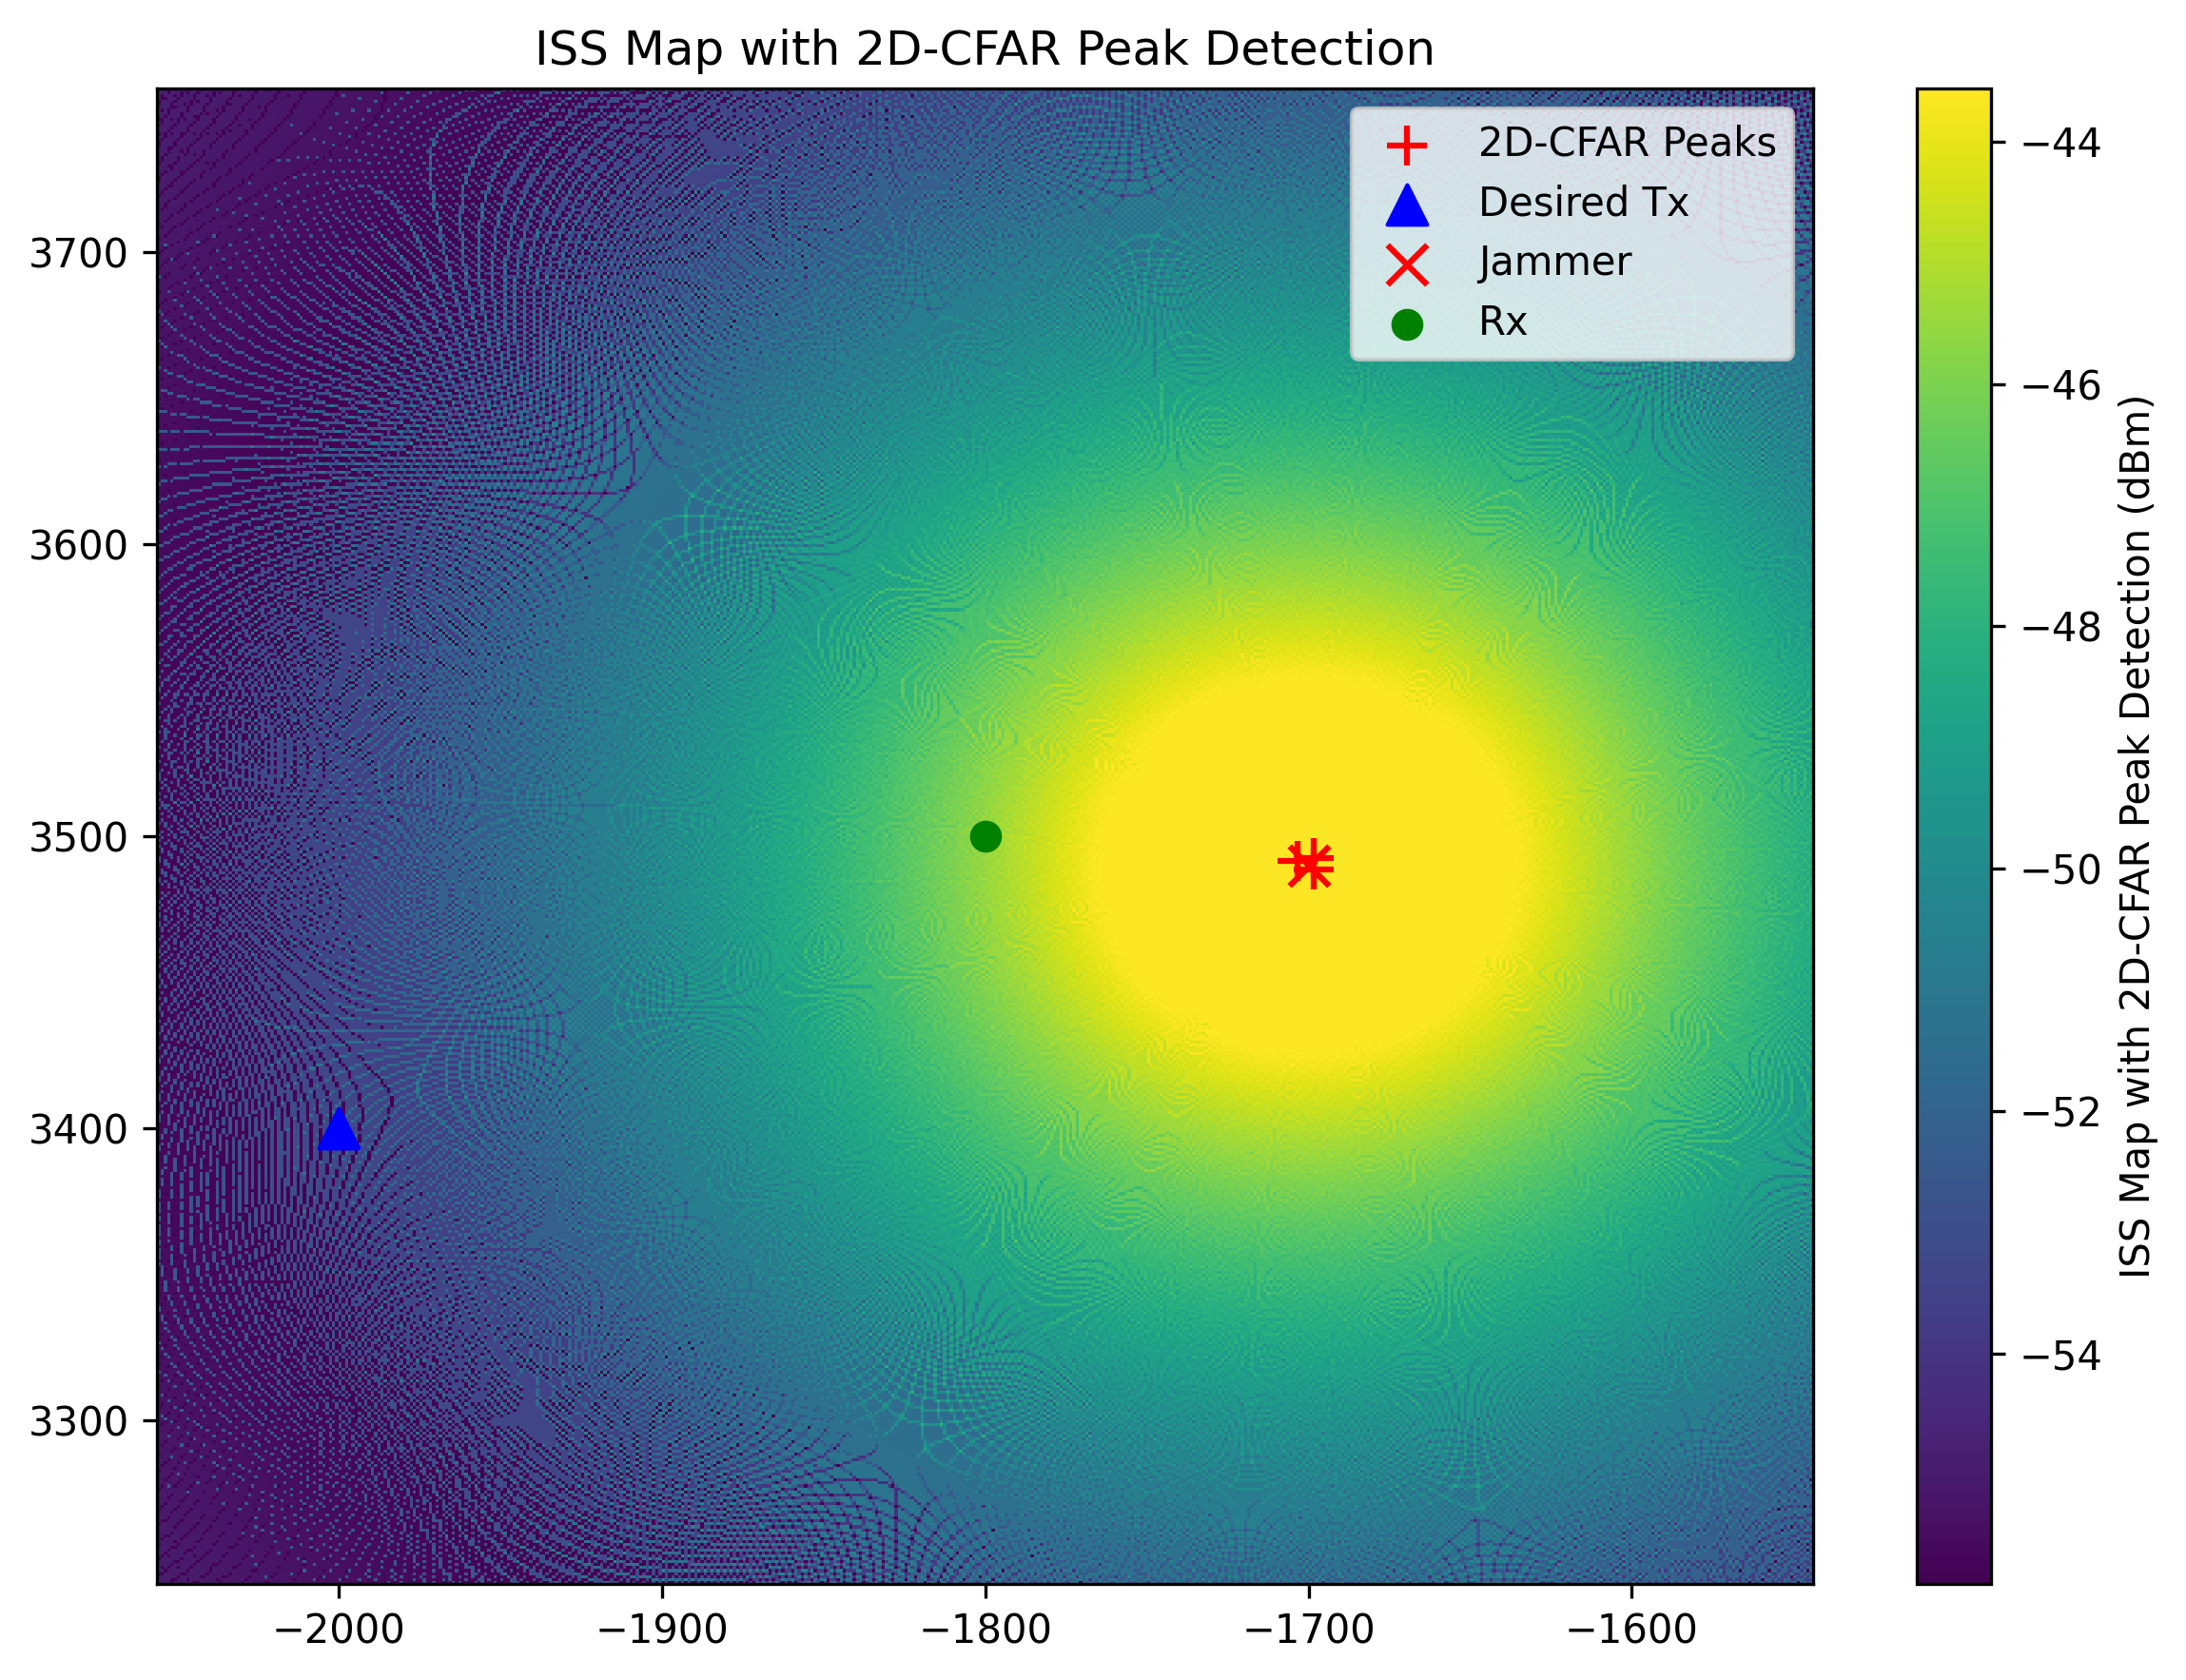 ISS Map with 2D-CFAR Peak Detection
2D-CFAR Peaks
Desired Tx
Jammer
Rx
3700
3600
3500
3400
3300
−2000
−1900
−1800
−1700
−1600
−44
−46
−48
−50
−52
−54
ISS Map with 2D-CFAR Peak Detection (dBm)